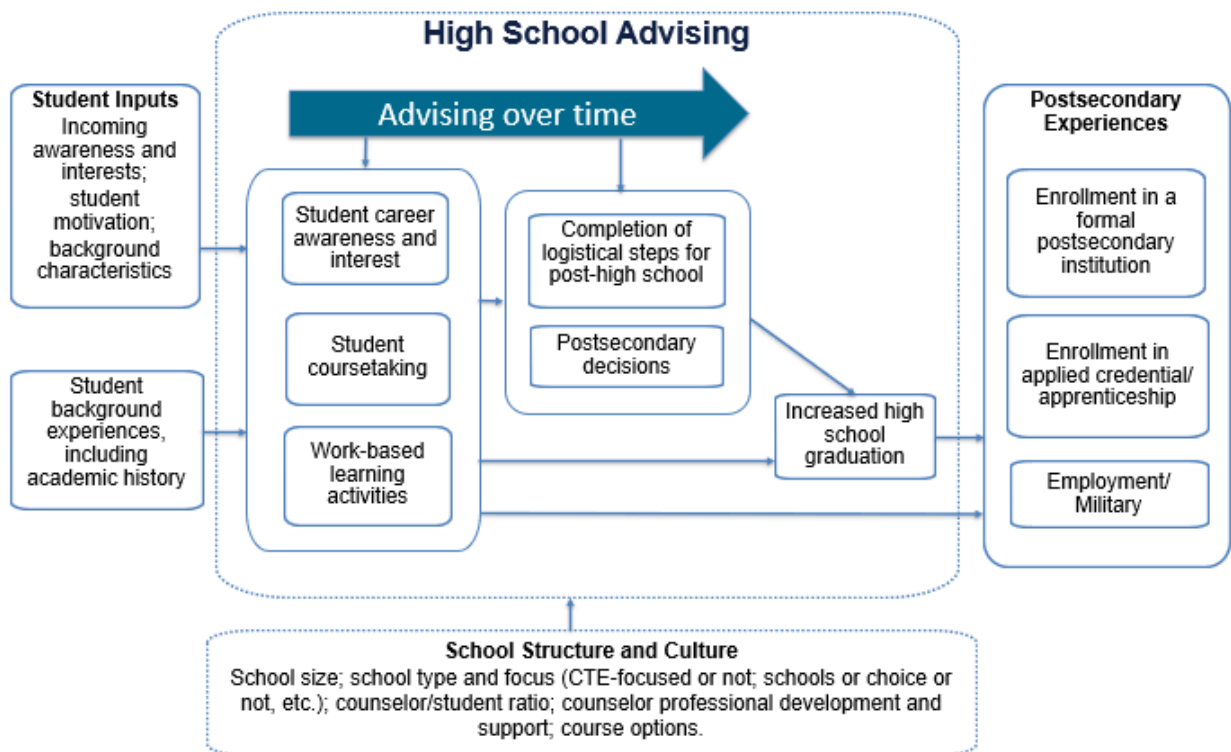 High School Advising
Advising over time
Student Inputs
Incoming
awareness and
interests;
student
motivation;
background
characteristics
Student
background
experiences,
including
academic history
Student career
awareness and
interest
Student
coursetaking
Work-based
learning
activities
Completion of
logistical steps for
post-high school
Postsecondary
decisions
Increased high
school
graduation
Postsecondary
Experiences
Enrollment in a
formal
postsecondary
institution
Enrollment in
applied credential/
apprenticeship
Employment/
Military
School Structure and Culture
School size; school type and focus (CTE-focused or not; schools or choice or
not, etc.); counselor/student ratio; counselor professional development and
support; course options.